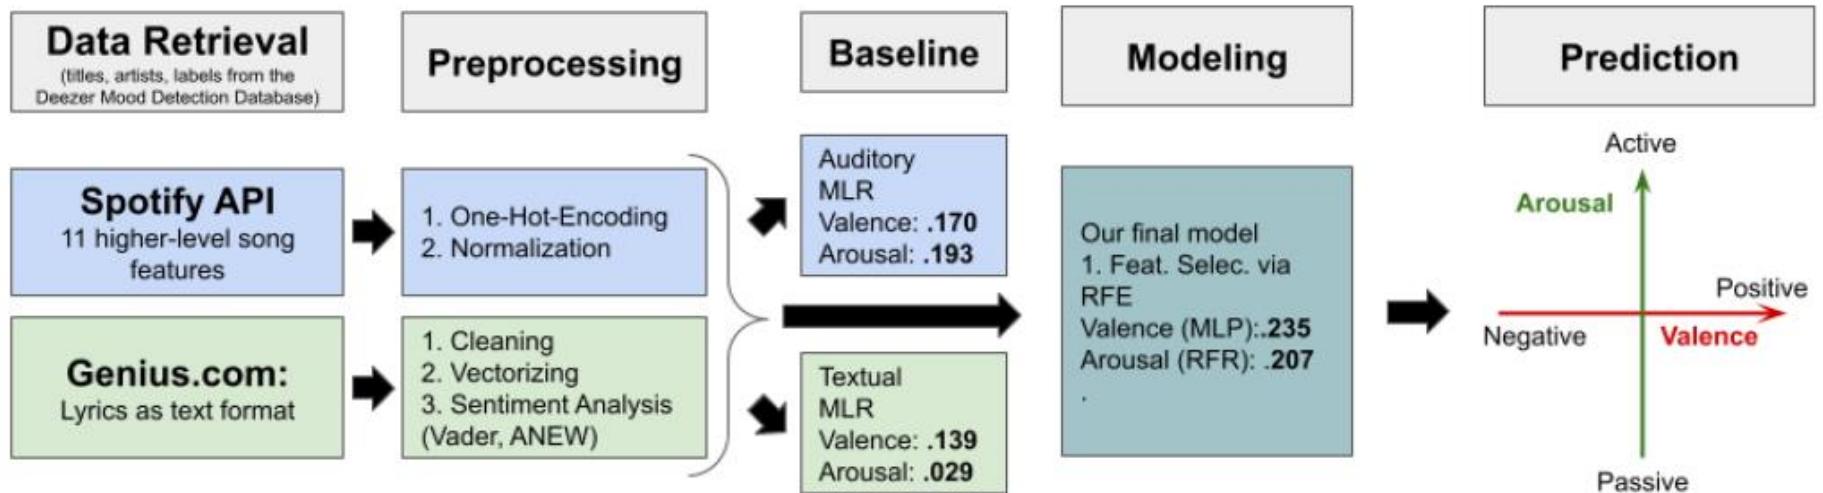 Data Retrieval
(titles, artists, labels from the
Deezer Mood Detection Database)
Preprocessing
Baseline
Modeling
Prediction
Spotify API
11 higher-level song
features
1. One-Hot-Encoding
2. Normalization
Auditory
MLR
Valence: .170
Arousal: .193
Genius.com:
Lyrics as text format
1. Cleaning
2. Vectorizing
3. Sentiment Analysis
(Vader, ANEW)
Textual
MLR
Valence: .139
Arousal: .029
Our final model
1. Feat. Selec. via
RFE
Valence (MLP):.235
Arousal (RFR): .207
.
Active
Arousal
Positive
Negative
Valence
Passive